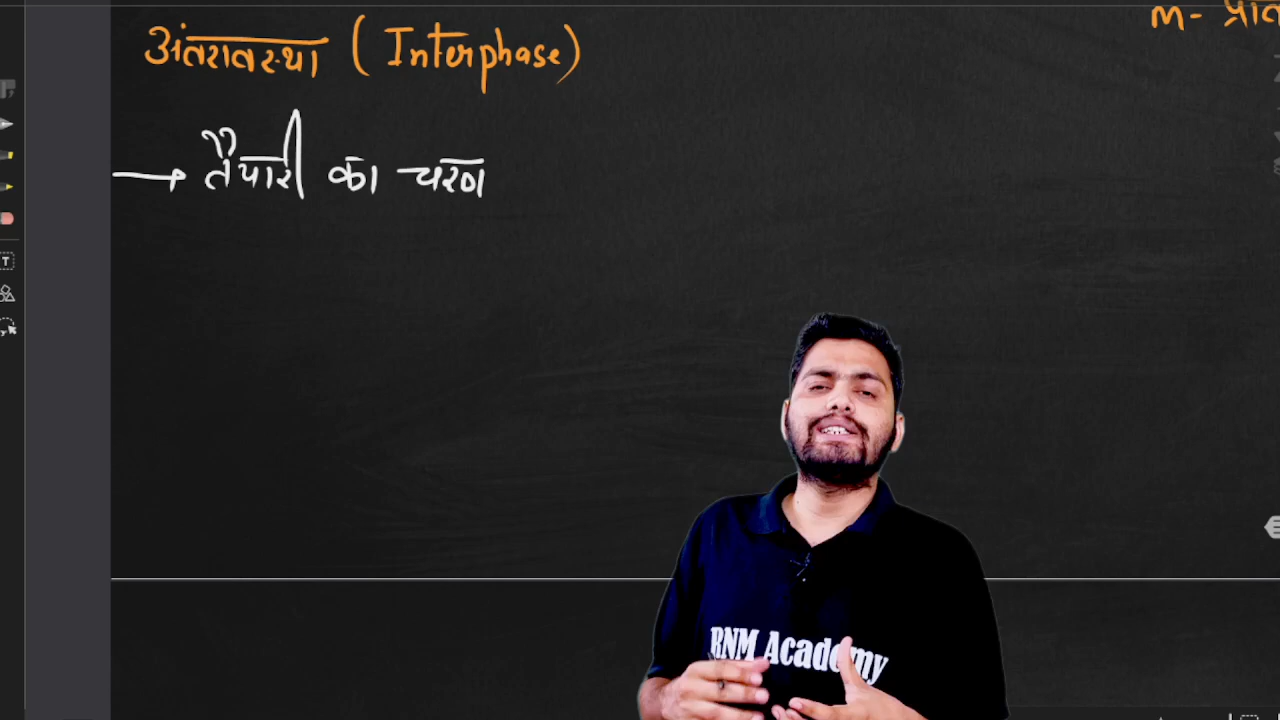 अंतरावस्था (Interphase)
m-
→ तैयारी का चरण
RNM Academy
T